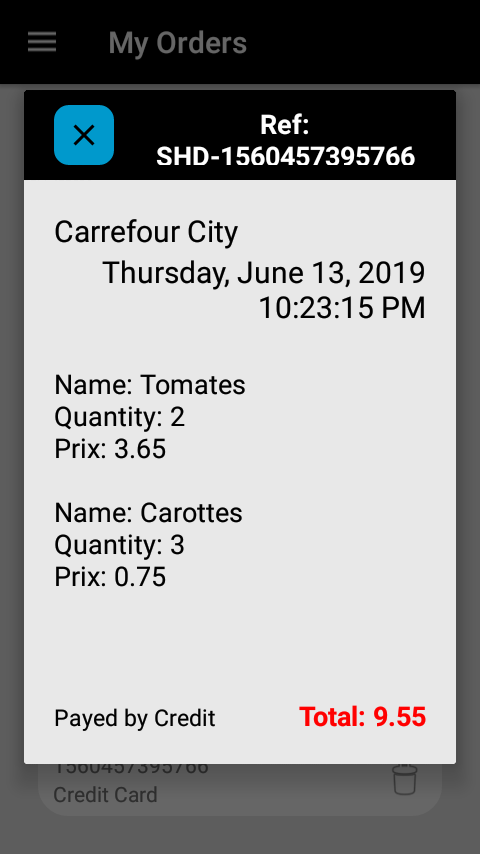 My Orders
Ref:
SHD-1560457395766
Carrefour City
Thursday, June 13, 2019
10:23:15 PM
Name: Tomates
Quantity: 2
Prix: 3.65
Name: Carottes
Quantity: 3
Prix: 0.75
Payed by Credit
Total: 9.55
1560457395766
Credit Card